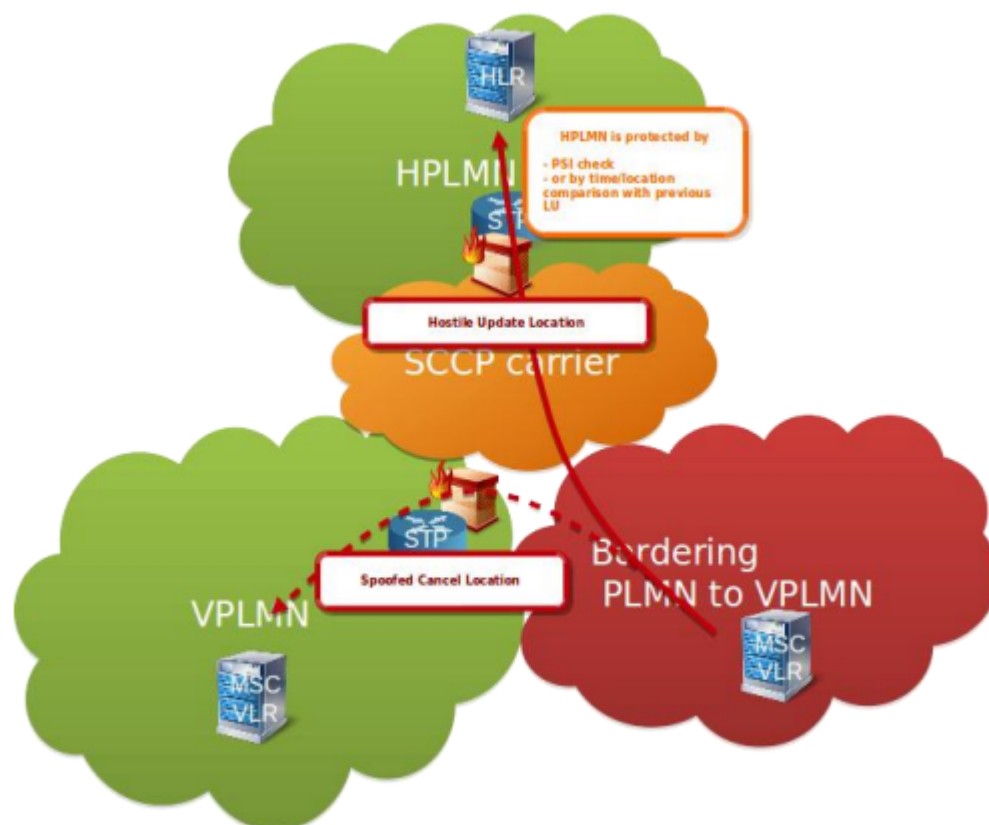 HLR
HPLMN is protected by
- PSI check
- or by time/location
comparison with previous
LU
HPLMN
STP
Hostile Update Location
SCCP carrier
STP
Spoofed Cancel Location
Bordering
PLMN to VPLMN
VPLMN
MSC
VLR
MSC
VLR